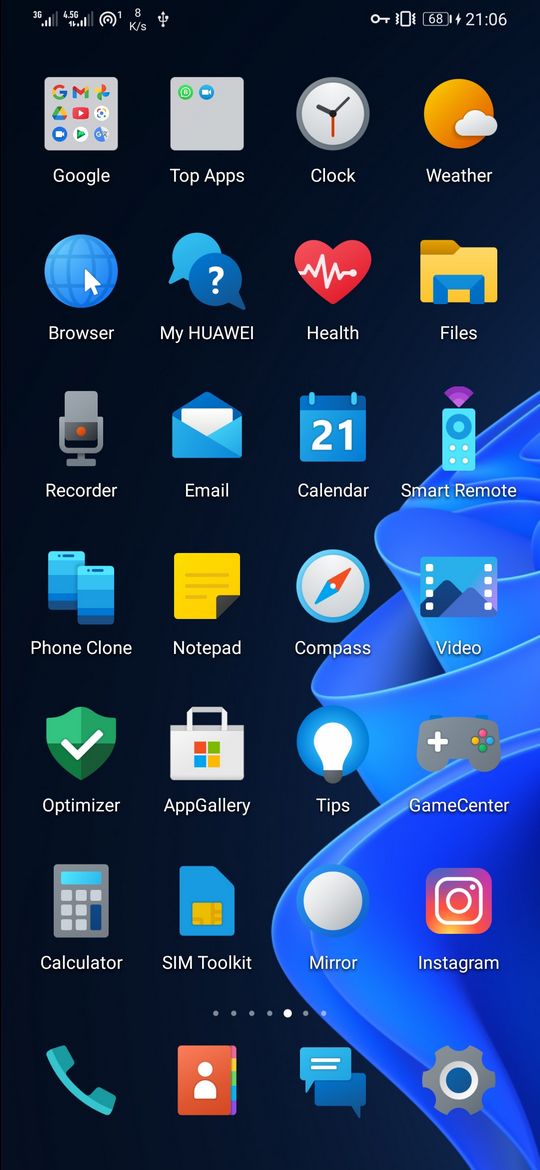 3G 4.5G 1 8 K/s 68 21:06
Google Top Apps Clock Weather
?
Browser My HUAWEI Health Files
21
Recorder Email Calendar Smart Remote
Phone Clone Notepad Compass Video
Optimizer AppGallery Tips GameCenter
Calculator SIM Toolkit Mirror Instagram